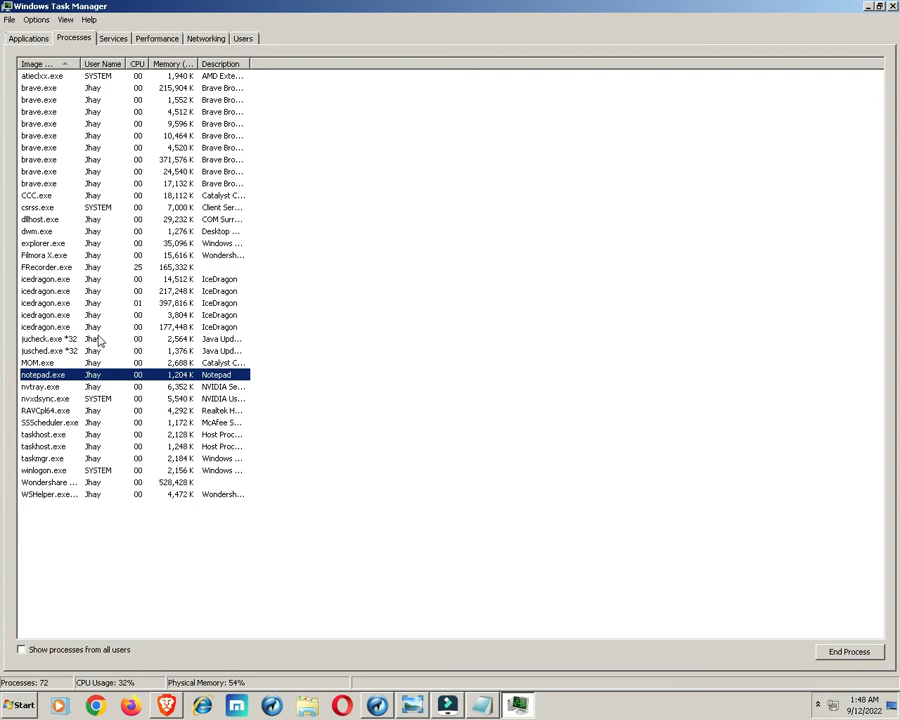 Windows Task Manager
File Options View Help
Applications Processes Services Performance Networking Users
Image ... User Name CPU Memory (... Description
atieclxx.exe SYSTEM 00 1,940 K AMD Exte...
brave.exe Jhay 00 215,904 K Brave Bro...
brave.exe Jhay 00 1,552 K Brave Bro...
brave.exe Jhay 00 4,512 K Brave Bro...
brave.exe Jhay 00 9,596 K Brave Bro...
brave.exe Jhay 00 10,464 K Brave Bro...
brave.exe Jhay 00 4,520 K Brave Bro...
brave.exe Jhay 00 371,576 K Brave Bro...
brave.exe Jhay 00 24,540 K Brave Bro...
brave.exe Jhay 00 17,132 K Brave Bro...
CCC.exe Jhay 00 18,112 K Catalyst C...
csrss.exe SYSTEM 00 7,000 K Client Ser...
dllhost.exe Jhay 00 29,232 K COM Surr...
dwm.exe Jhay 00 1,276 K Desktop ...
explorer.exe Jhay 00 35,096 K Windows ...
Filmora X.exe Jhay 00 15,616 K Wondersh...
FRecorder.exe Jhay 25 165,332 K
icedragon.exe Jhay 00 14,512 K IceDragon
icedragon.exe Jhay 00 217,248 K IceDragon
icedragon.exe Jhay 01 397,816 K IceDragon
icedragon.exe Jhay 00 3,804 K IceDragon
icedragon.exe Jhay 00 177,448 K IceDragon
jucheck.exe *32 Jhay 00 2,564 K Java Upd...
jusched.exe *32 Jhay 00 1,376 K Java Upd...
MOM.exe Jhay 00 2,688 K Catalyst C...
notepad.exe Jhay 00 1,204 K Notepad
nvtray.exe Jhay 00 6,352 K NVIDIA Se...
nvxdsync.exe SYSTEM 00 5,540 K NVIDIA Us...
RAVCpl64.exe Jhay 00 4,292 K Realtek H...
SSScheduler.exe Jhay 00 1,172 K McAfee S...
taskhost.exe Jhay 00 2,128 K Host Proc...
taskhost.exe Jhay 00 1,248 K Host Proc...
taskmgr.exe Jhay 00 2,184 K Windows ...
winlogon.exe SYSTEM 00 2,156 K Windows ...
Wondershare ... Jhay 00 528,428 K
WSHelper.exe... Jhay 00 4,472 K Wondersh...
Show processes from all users
End Process
Processes: 72 CPU Usage: 32% Physical Memory: 54%
Start
1:48 AM
9/12/2022